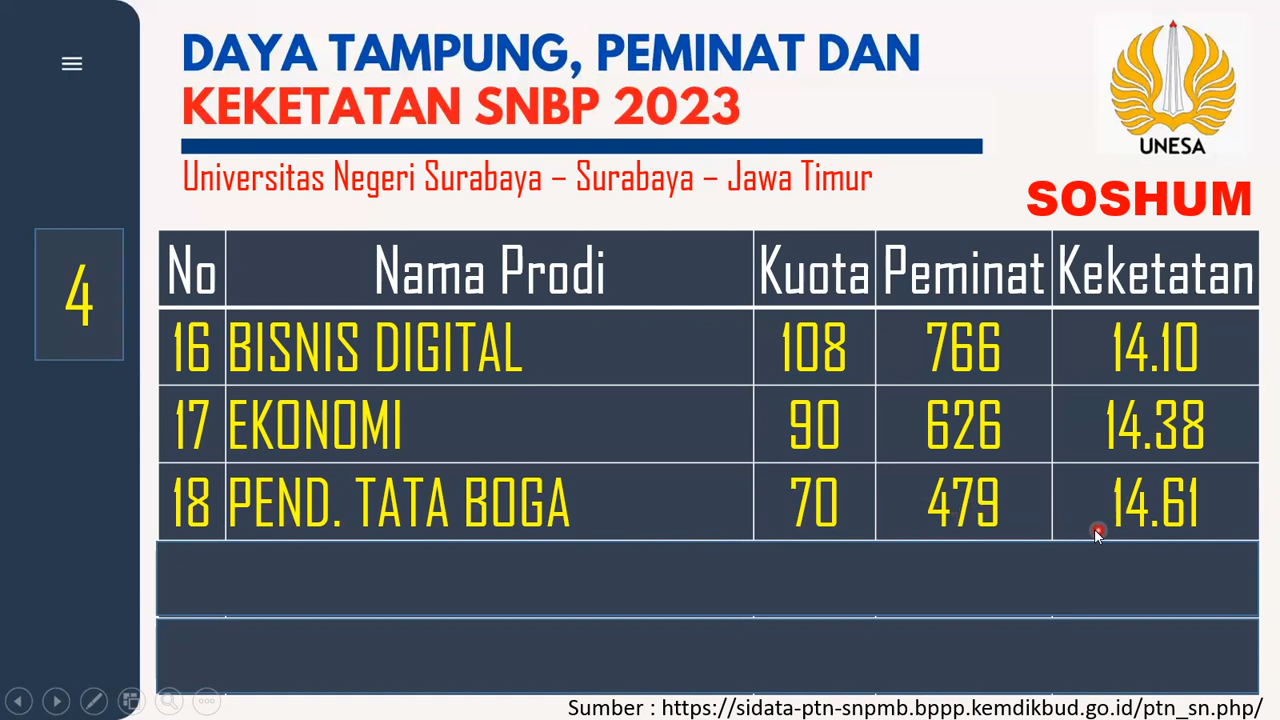 DAYA TAMPUNG, PEMINAT DAN
KEKETATAN SNBP 2023
UNESA
Universitas Negeri Surabaya – Surabaya – Jawa Timur
SOSHUM
4
No Nama Prodi Kuota Peminat Keketatan
16 BISNIS DIGITAL 108 766 14.10
17 EKONOMI 90 626 14.38
18 PEND. TATA BOGA 70 479 14.61
Sumber : https://sidata-ptn-snpmb.bppp.kemdikbud.go.id/ptn_sn.php/